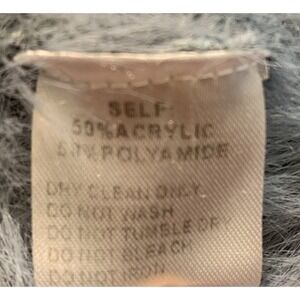 SELF:
50%ACRYLIC
50%POLYAMIDE
DRY CLEAN ONLY
DO NOT WASH
DO NOT TUMBLE DRY
DO NOT BLEACH
DO NOT IRON